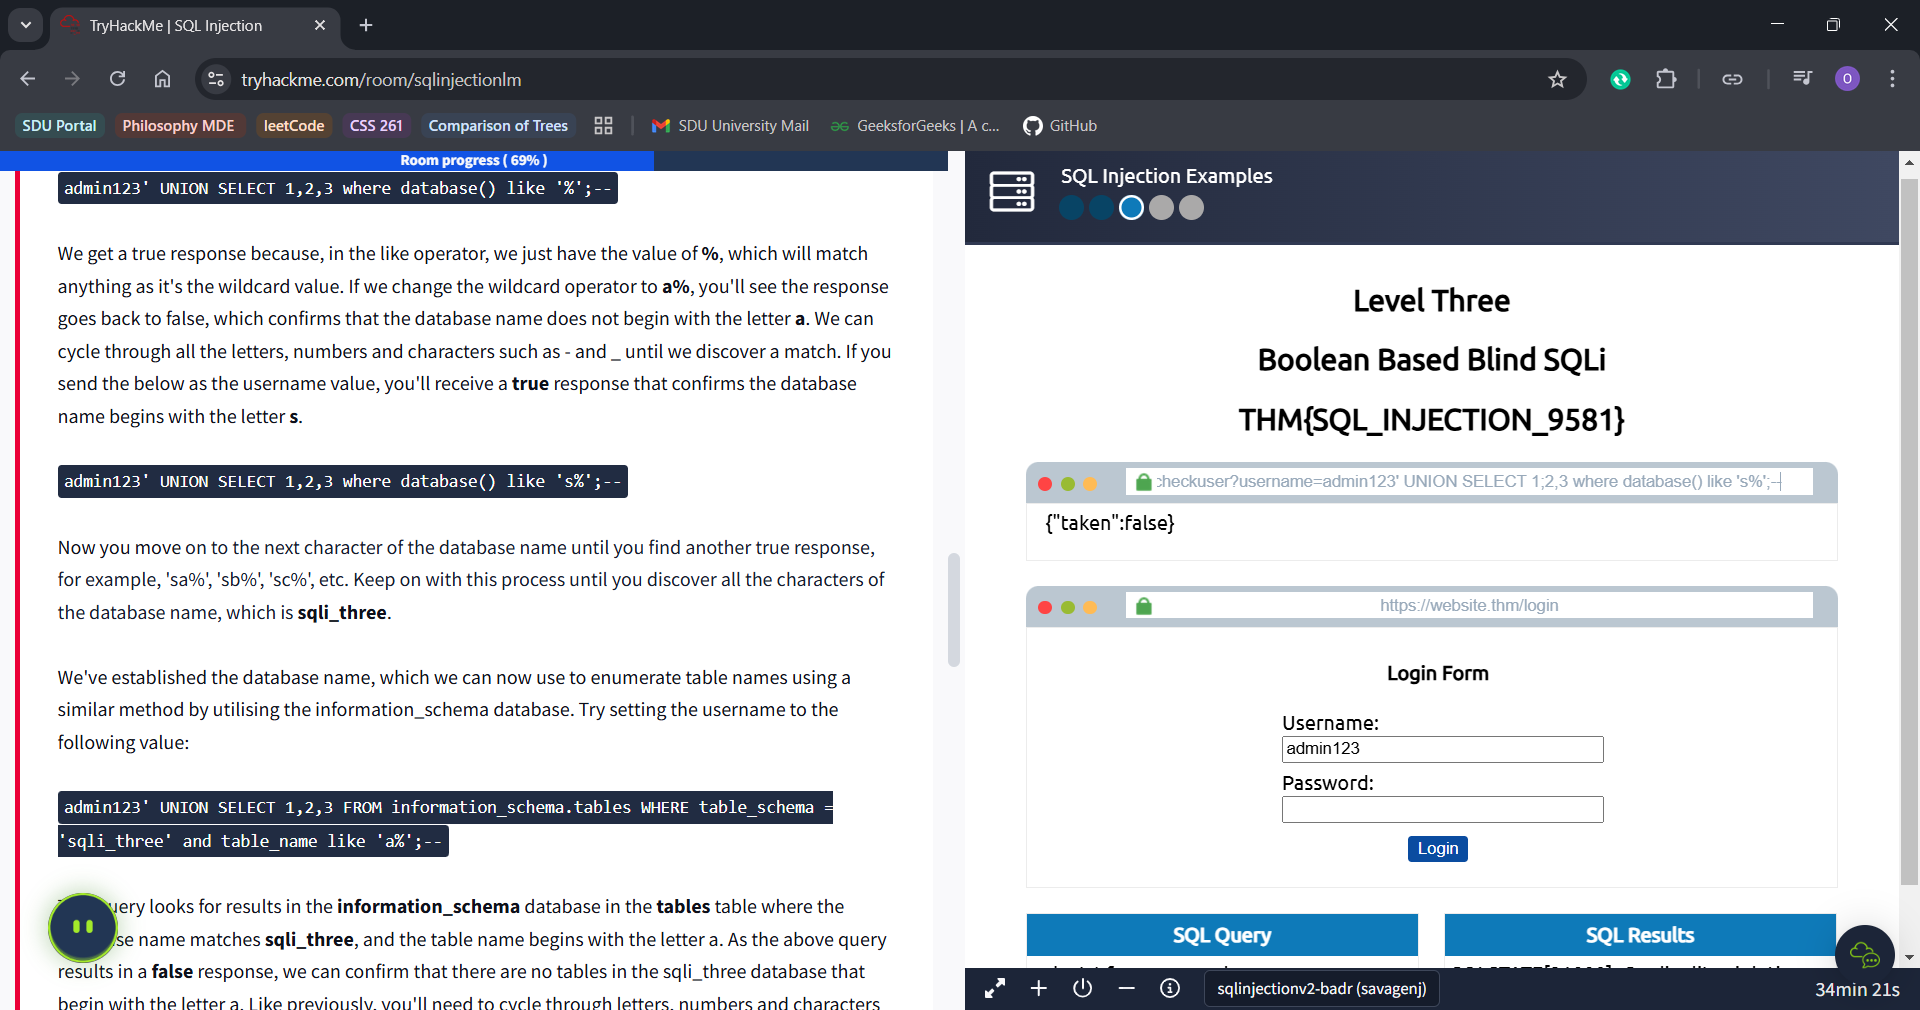 TryHackMe | SQL Injection
tryhackme.com/room/sqlinjectionlm
O
SDU Portal
Philosophy MDE
leetCode
CSS 261
Comparison of Trees
SDU University Mail
GeeksforGeeks | A c...
GitHub
Room progress ( 69% )
admin123' UNION SELECT 1,2,3 where database() like '%';--
We get a true response because, in the like operator, we just have the value of %, which will match
anything as it's the wildcard value. If we change the wildcard operator to a%, you'll see the response
goes back to false, which confirms that the database name does not begin with the letter a. We can
cycle through all the letters, numbers and characters such as - and _ until we discover a match. If you
send the below as the username value, you'll receive a true response that confirms the database
name begins with the letter s.
admin123' UNION SELECT 1,2,3 where database() like 's%';--
Now you move on to the next character of the database name until you find another true response,
for example, 'sa%', 'sb%', 'sc%', etc. Keep on with this process until you discover all the characters of
the database name, which is sqli_three.
We've established the database name, which we can now use to enumerate table names using a
similar method by utilising the information_schema database. Try setting the username to the
following value:
admin123' UNION SELECT 1,2,3 FROM information_schema.tables WHERE table_schema =
'sqli_three' and table_name like 'a%';--
uery looks for results in the information_schema database in the tables table where the
se name matches sqli_three, and the table name begins with the letter a. As the above query
results in a false response, we can confirm that there are no tables in the sqli_three database that
begin with the letter a. Like previously, you'll need to cycle through letters, numbers and characters
SQL Injection Examples
Level Three
Boolean Based Blind SQLi
THM{SQL_INJECTION_9581}
checkuser?username=admin123' UNION SELECT 1;2,3 where database() like 's%';--
{"taken":false}
https://website.thm/login
Login Form
Username:
admin123
Password:
Login
SQL Query
SQL Results
sqlinjectionv2-badr (savagenj)
34min 21s